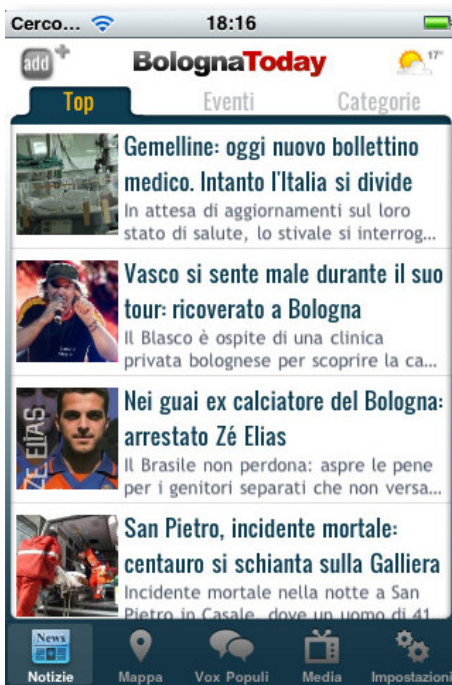 Cerco... 18:16
add + BolognaToday 17°
Top Eventi Categorie
Gemelline: oggi nuovo bollettino
medico. Intanto l'Italia si divide
In attesa di aggiornamenti sul loro
stato di salute, lo stivale si interrog...
Vasco si sente male durante il suo
tour: ricoverato a Bologna
Il Blasco è ospite di una clinica
privata bolognese per scoprire la ca...
ZE ELIAS
Nei guai ex calciatore del Bologna:
arrestato Zé Elias
Il Brasile non perdona: aspre le pene
per i genitori separati che non versa...
San Pietro, incidente mortale:
centauro si schianta sulla Galliera
Incidente mortale nella notte a San
Pietro in Casale, dove un uomo di 41
News
Notizie Mappa Vox Populi Media Impostazioni